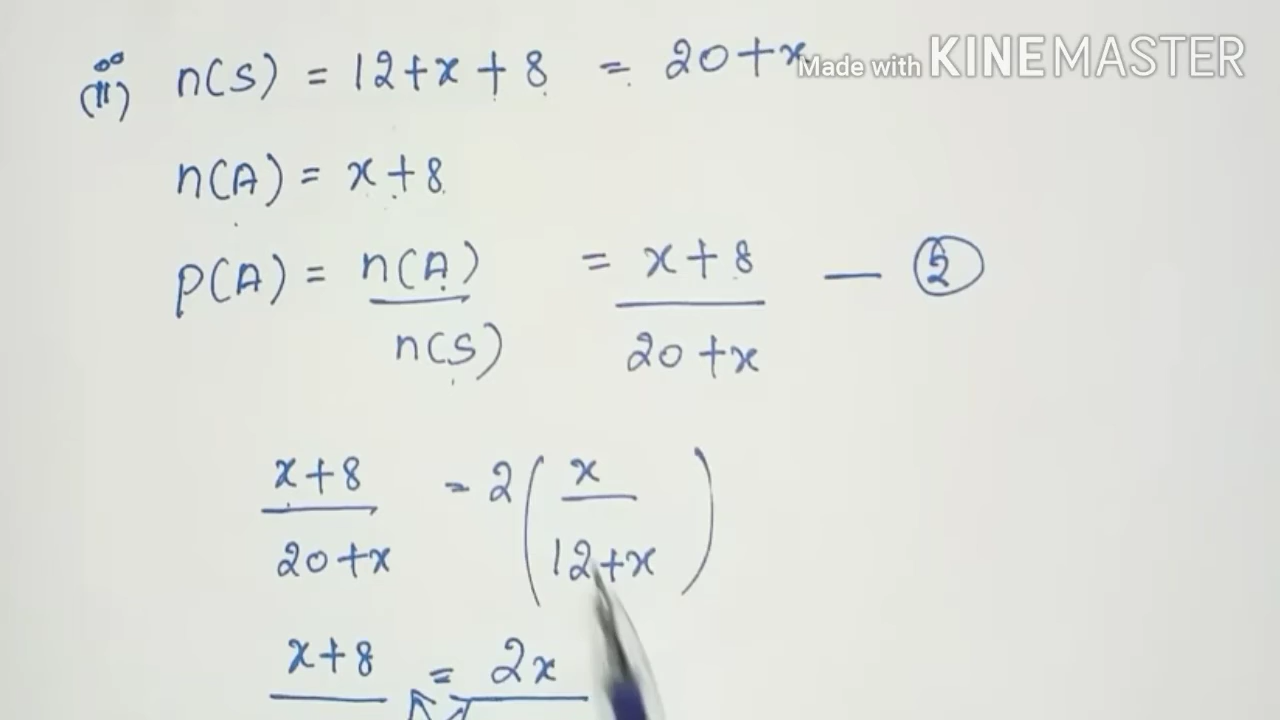 (ii) n(S) = 12+x+8 = 20+x
Made with KINEMASTER
n(A) = x+8
P(A) = n(A)/n(S) = x+8/20+x — ②
x+8/20+x = 2(x/12+x)
x+8 = 2x